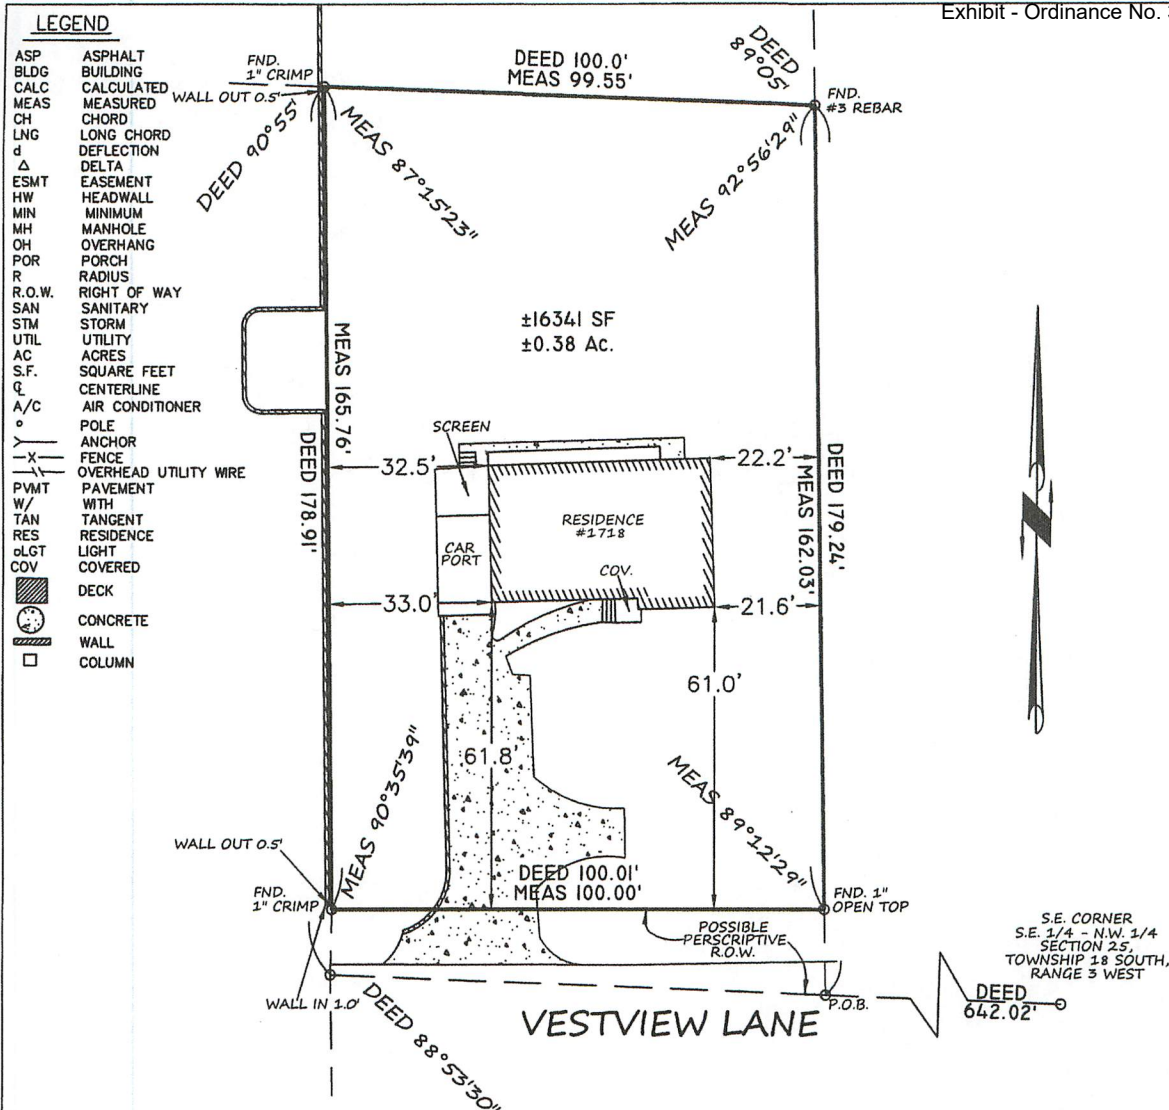 Exhibit - Ordinance No.
LEGEND
ASP ASPHALT
BLDG BUILDING
CALC CALCULATED
MEAS MEASURED
CH CHORD
LNG LONG CHORD
d DEFLECTION
Δ DELTA
ESMT EASEMENT
HW HEADWALL
MIN MINIMUM
MH MANHOLE
OH OVERHANG
POR PORCH
R RADIUS
R.O.W. RIGHT OF WAY
SAN SANITARY
STM STORM
UTIL UTILITY
AC ACRES
S.F. SQUARE FEET
℄ CENTERLINE
A/C AIR CONDITIONER
POLE
ANCHOR
X FENCE
OVERHEAD UTILITY WIRE
PVMT PAVEMENT
W/ WITH
TAN TANGENT
RES RESIDENCE
oLGT LIGHT
COV COVERED
DECK
CONCRETE
WALL
COLUMN
FND.
1" CRIMP
WALL OUT 0.5'
DEED 100.0'
MEAS 99.55'
DEED
89°05'
FND.
#3 REBAR
DEED 90°55'
MEAS 87°15'23"
MEAS 92°56'29"
±16341 SF
±0.38 Ac.
MEAS 165.76'
DEED 178.91'
SCREEN
32.5'
22.2'
DEED 179.24'
MEAS 162.03'
RESIDENCE
#1718
CAR
PORT
COV.
33.0'
21.6'
61.0'
61.8'
MEAS 90°35'39"
MEAS 89°12'29"
WALL OUT 0.5'
FND.
1" CRIMP
DEED 100.01'
MEAS 100.00'
FND. 1"
OPEN TOP
POSSIBLE
PERSCRIPTIVE
R.O.W.
S.E. CORNER
S.E. 1/4 - N.W. 1/4
SECTION 25,
TOWNSHIP 18 SOUTH,
RANGE 3 WEST
DEED
642.02'
WALL IN 1.0'
P.O.B.
DEED 88°53'30"
VESTVIEW LANE